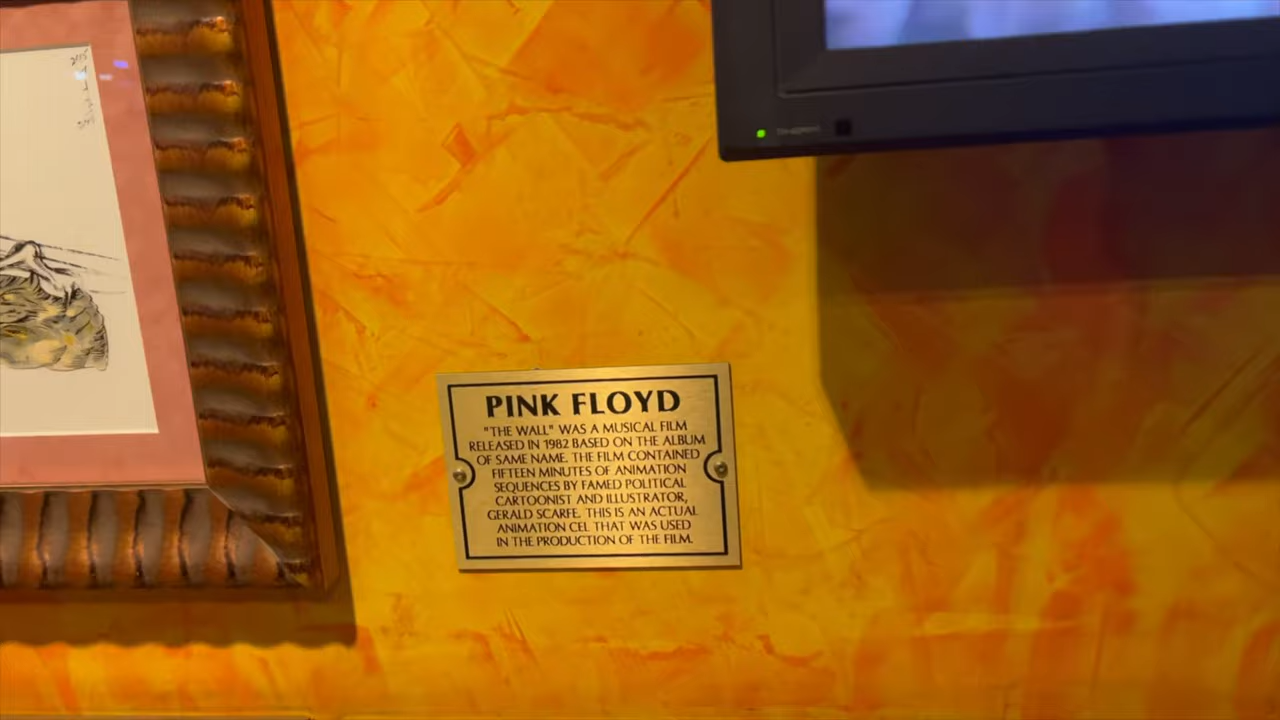 PINK FLOYD
"THE WALL" WAS A MUSICAL FILM
RELEASED IN 1982 BASED ON THE ALBUM
OF SAME NAME. THE FILM CONTAINED
FIFTEEN MINUTES OF ANIMATION
SEQUENCES BY FAMED POLITICAL
CARTOONIST AND ILLUSTRATOR,
GERALD SCARFE. THIS IS AN ACTUAL
ANIMATION CEL THAT WAS USED
IN THE PRODUCTION OF THE FILM.